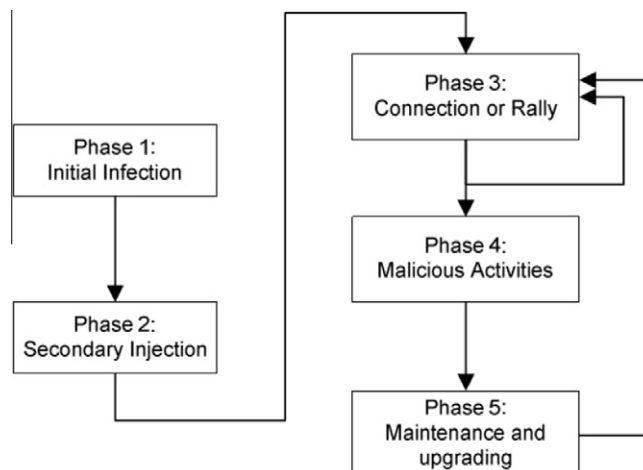 Phase 1:
Initial Infection
Phase 2:
Secondary Injection
Phase 3:
Connection or Rally
Phase 4:
Malicious Activities
Phase 5:
Maintenance and
upgrading